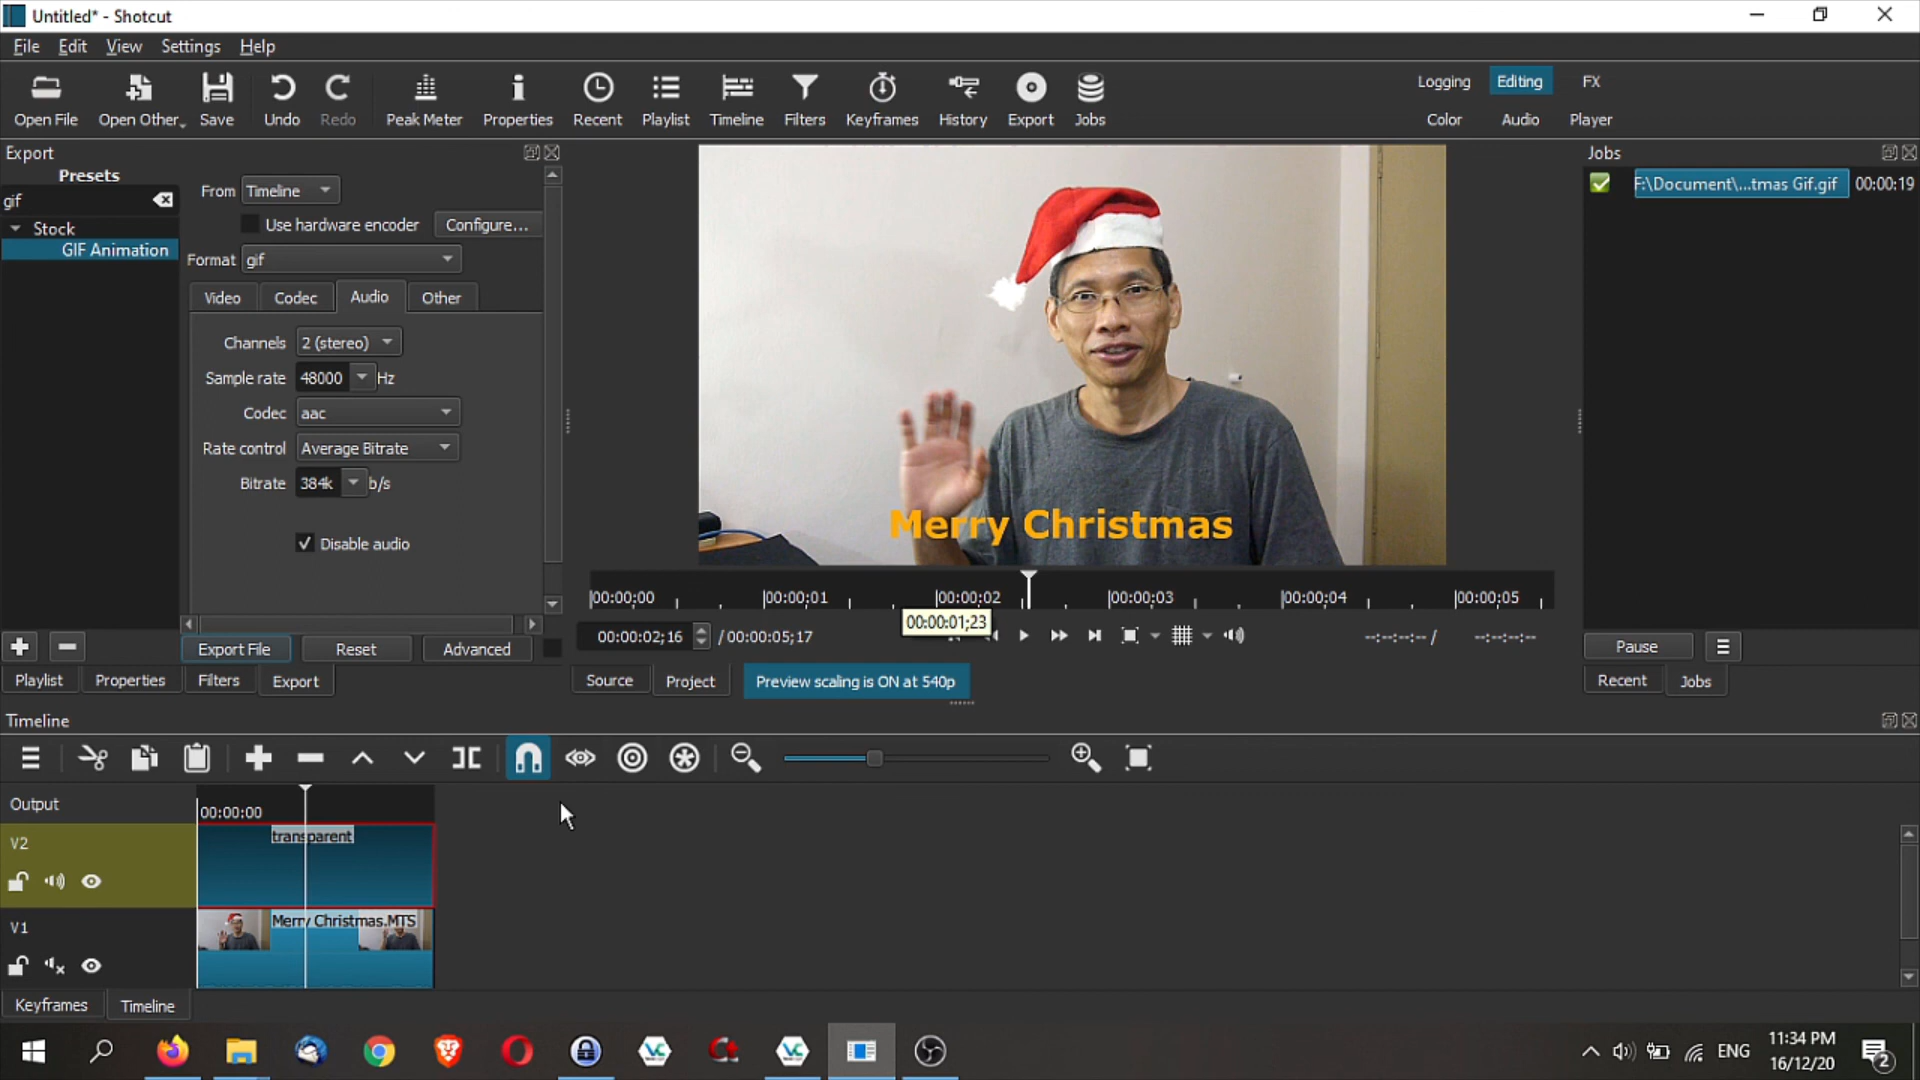 Untitled* - Shotcut
File Edit View Settings Help
Open File Open Other Save Undo Redo Peak Meter Properties Recent Playlist Timeline Filters Keyframes History Export Jobs
Logging Editing FX
Color Audio Player
Export
Presets
gif
Stock
GIF Animation
From Timeline
Use hardware encoder Configure...
Format gif
Video Codec Audio Other
Channels 2 (stereo)
Sample rate 48000 Hz
Codec aac
Rate control Average Bitrate
Bitrate 384k b/s
Disable audio
Export File Reset Advanced
Playlist Properties Filters Export
Merry Christmas
00:00;00 00:00;01 00:00;02 00:00;03 00:00;04 00:00;05
00:00:01;23
00:00:02;16 / 00:00:05;17 --:--:--;-- / --:--:--;--
Source Project Preview scaling is ON at 540p
Jobs
F:\Document\...tmas Gif.gif 00:00:19
Pause
Recent Jobs
Timeline
Output
00:00:00
V2
transparent
V1
Merry Christmas.MTS
Keyframes Timeline
ENG
11:34 PM
16/12/20
2